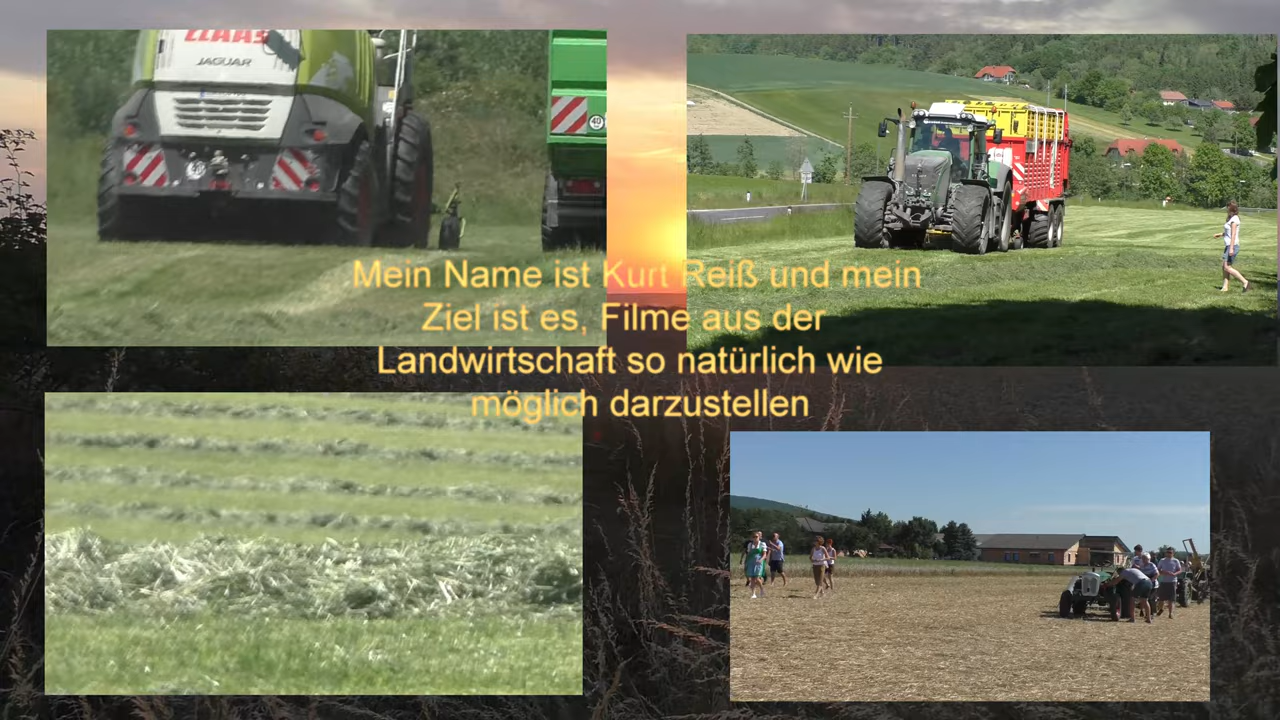 CLAAS
JAGUAR
40
Mein Name ist Kurt Reiß und mein
Ziel ist es, Filme aus der
Landwirtschaft so natürlich wie
möglich darzustellen